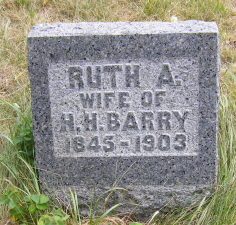 RUTH A.
WIFE OF
H.H.BARRY
1845-1903